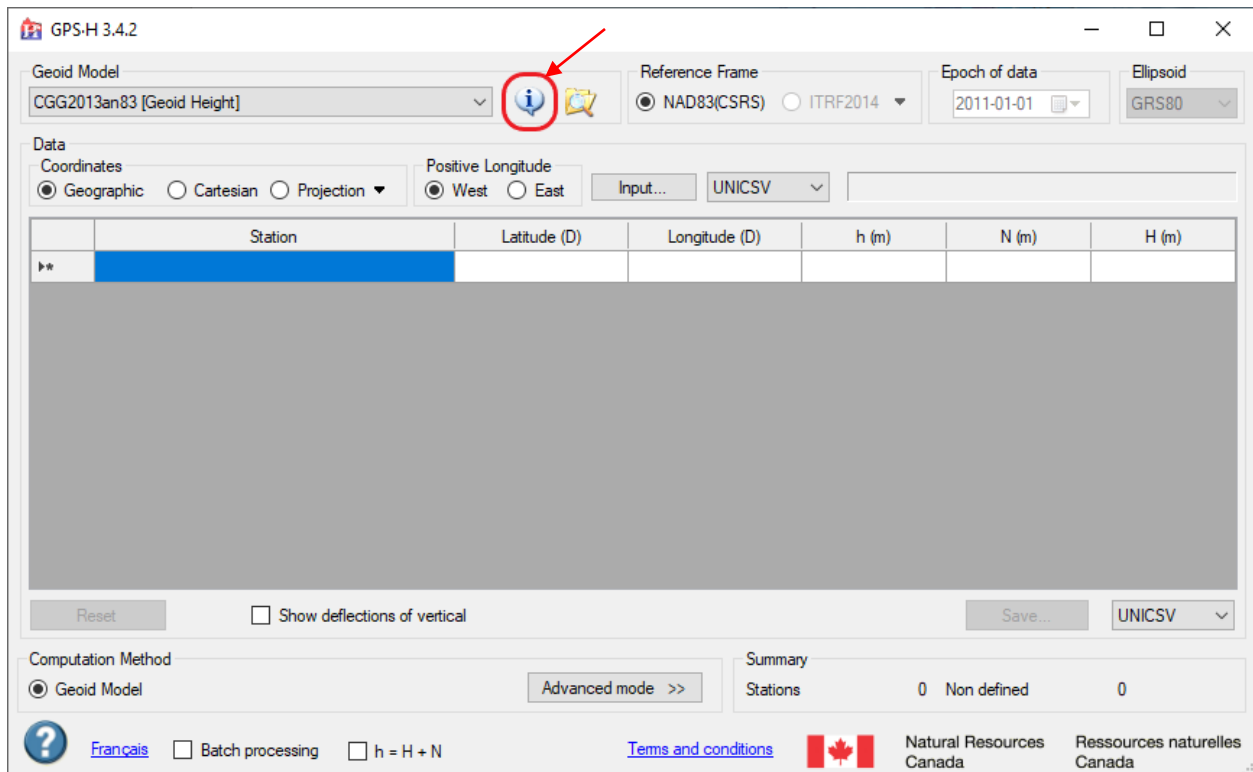 GPS·H 3.4.2
Geoid Model
CGG2013an83 [Geoid Height]
Reference Frame
NAD83(CSRS) ITRF2014
Epoch of data
2011-01-01
Ellipsoid
GRS80
Data
Coordinates
Geographic Cartesian Projection
Positive Longitude
West East
Input... UNICSV
Station Latitude (D) Longitude (D) h (m) N (m) H (m)
Reset Show deflections of vertical Save... UNICSV
Computation Method
Geoid Model Advanced mode >>
Summary
Stations 0 Non defined 0
Français Batch processing h = H + N Terms and conditions
Natural Resources
Canada
Ressources naturelles
Canada